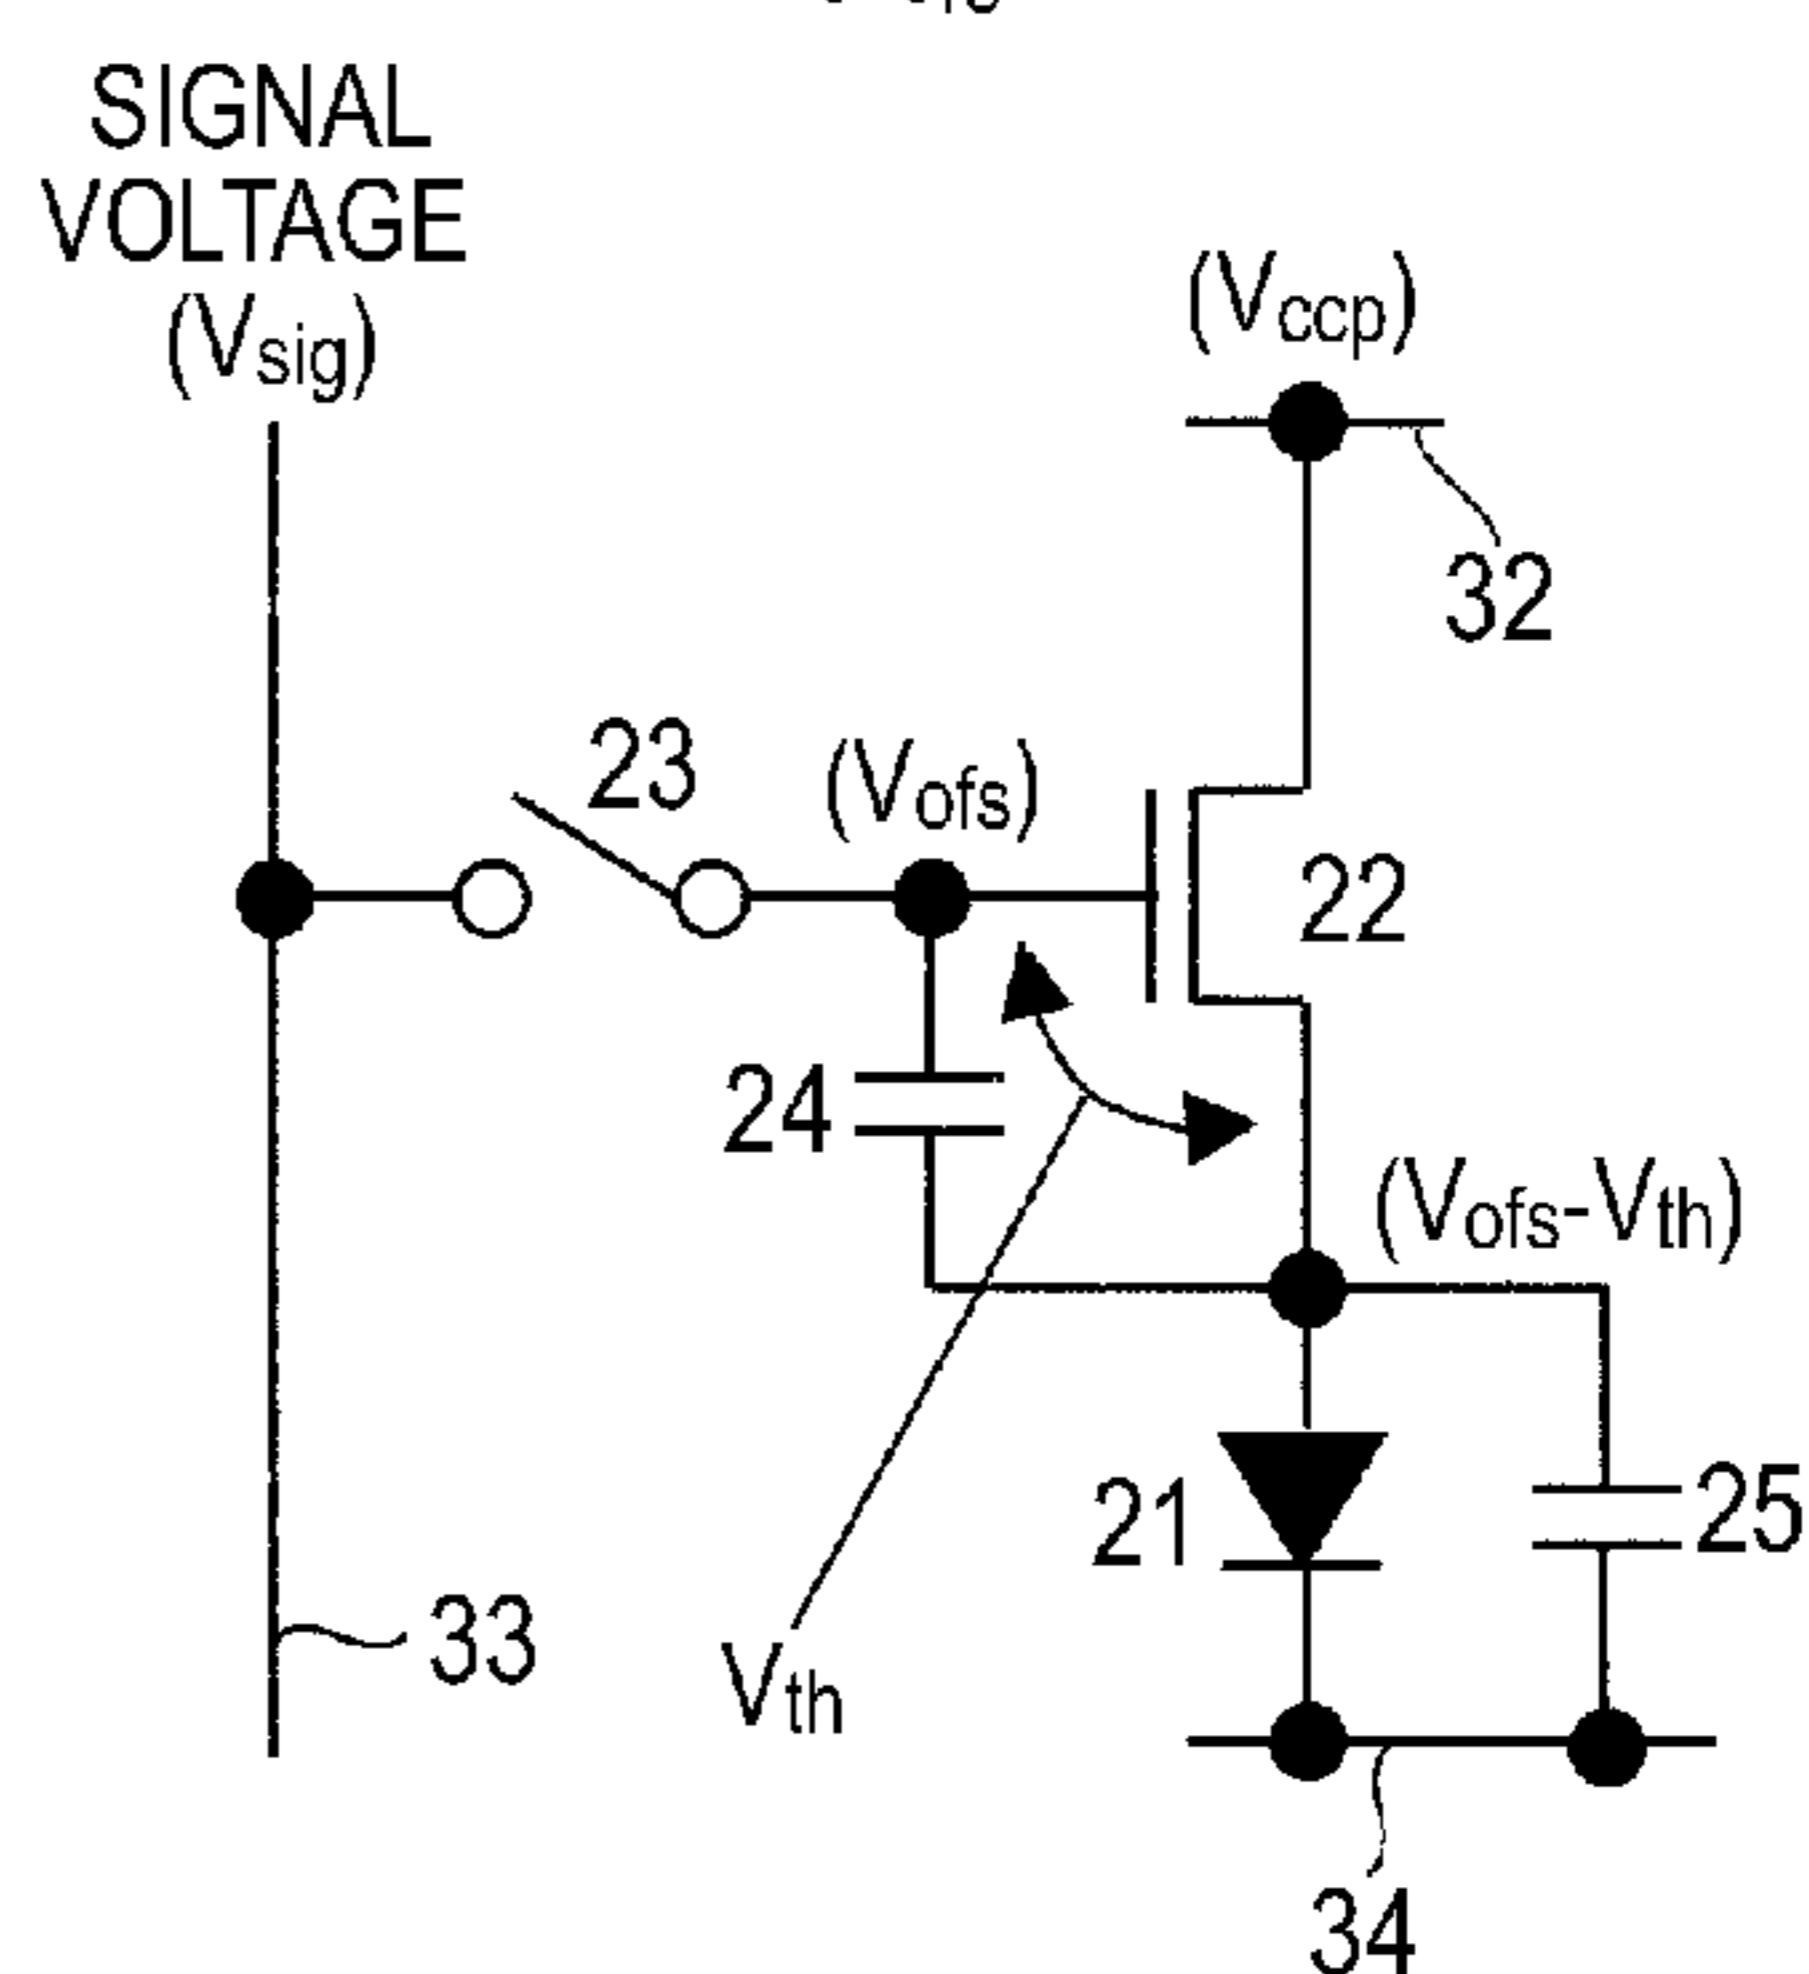 SIGNAL
VOLTAGE
(Vsig)
(Vccp)
32
23
(Vofs)
22
24
(Vofs-Vth)
21
25
33
Vth
34